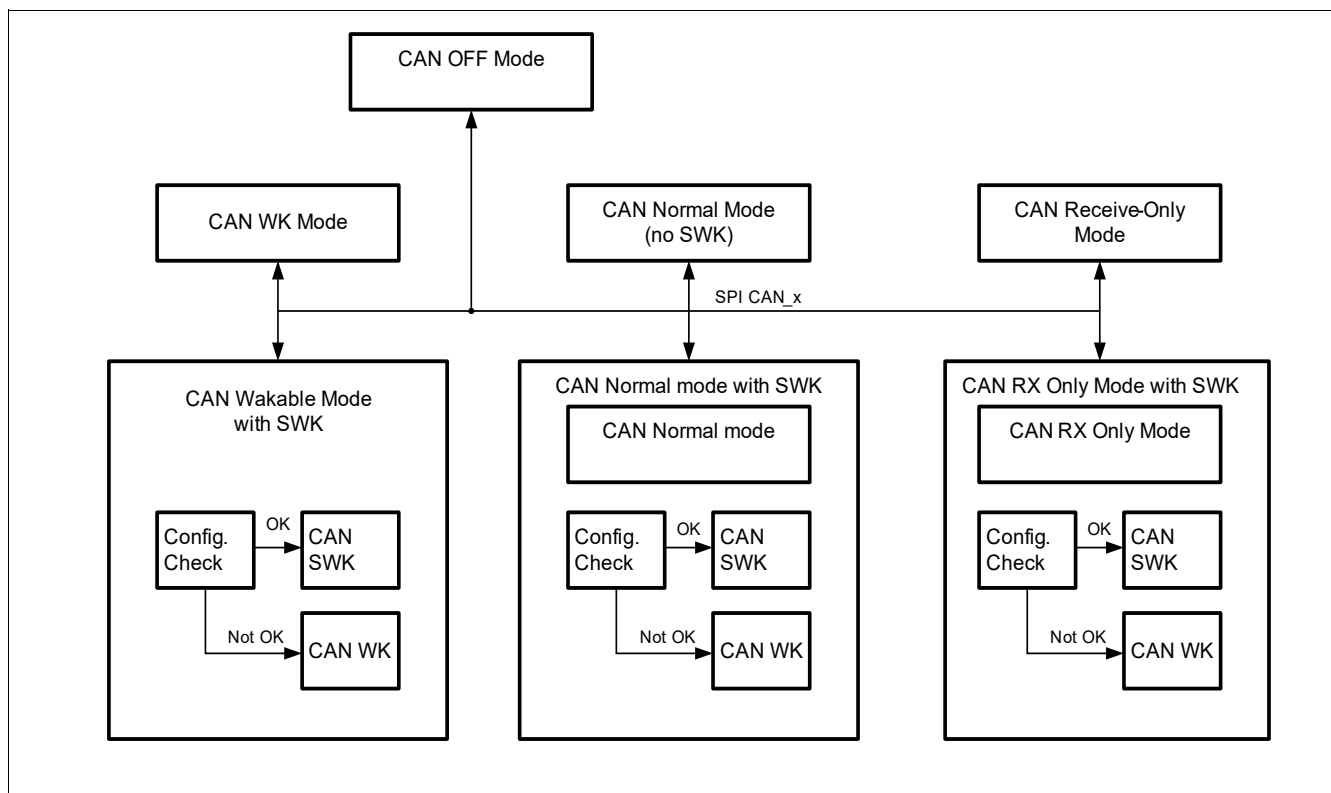 CAN OFF Mode
CAN WK Mode
CAN Normal Mode
(no SWK)
CAN Receive-Only
Mode
SPI CAN_x
CAN Wakable Mode
with SWK
Config.
Check
OK
CAN
SWK
Not OK
CAN WK
CAN Normal mode with SWK
CAN Normal mode
Config.
Check
OK
CAN
SWK
Not OK
CAN WK
CAN RX Only Mode with SWK
CAN RX Only Mode
Config.
Check
OK
CAN
SWK
Not OK
CAN WK